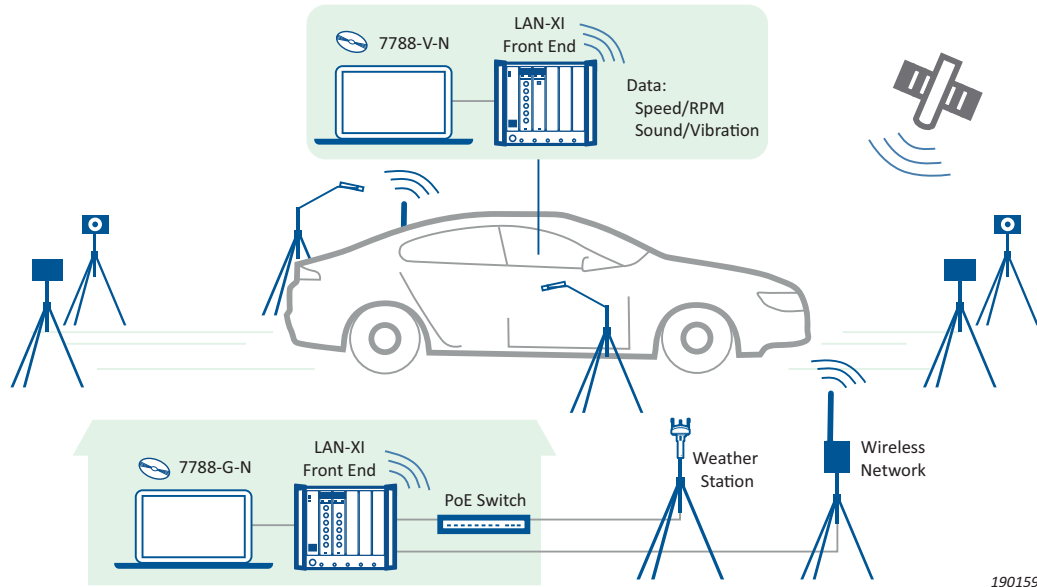 7788-V-N
LAN-XI
Front End
Data:
Speed/RPM
Sound/Vibration
7788-G-N
LAN-XI
Front End
PoE Switch
Weather
Station
Wireless
Network
190159